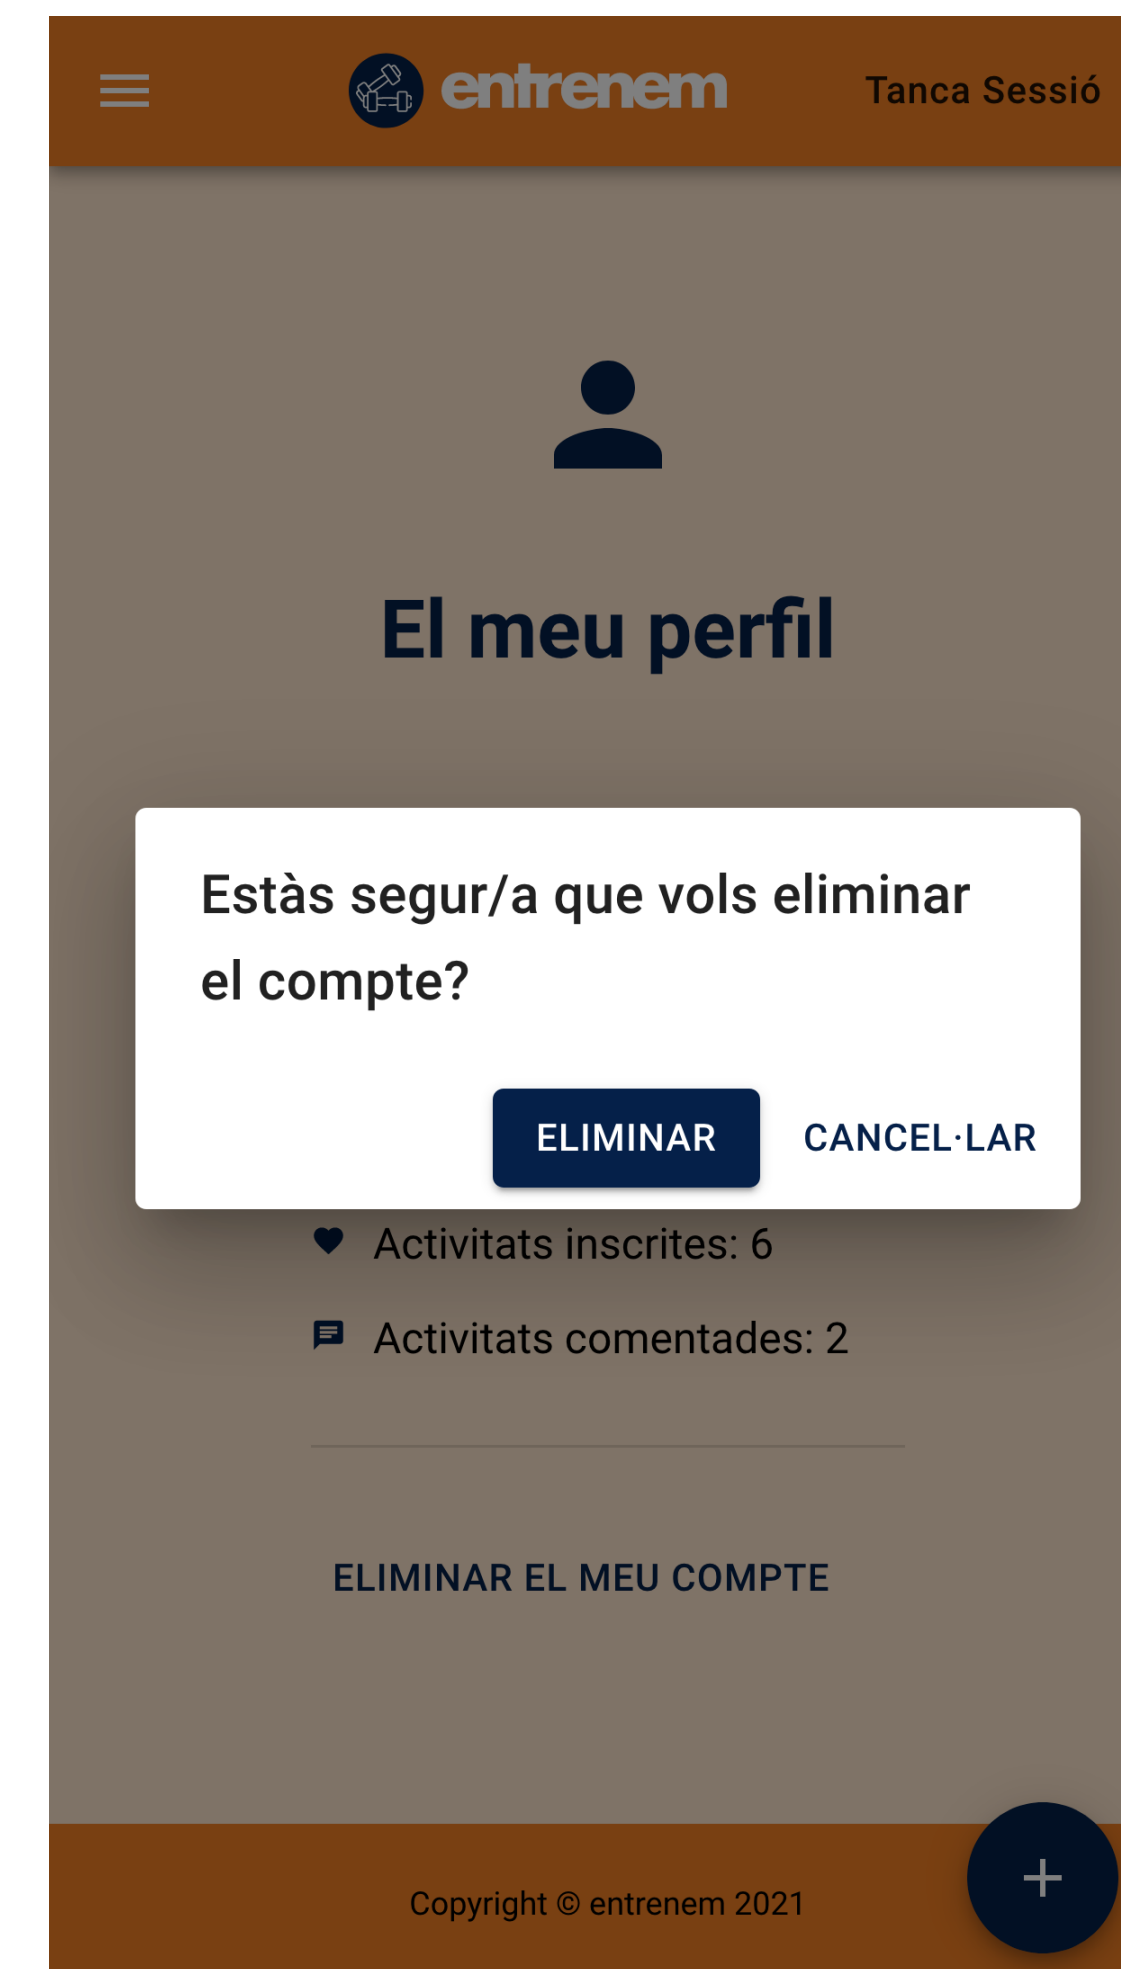 entrenem
Tanca Sessió
El meu perfil
Estàs segur/a que vols eliminar
el compte?
ELIMINAR
CANCEL·LAR
Activitats inscrites: 6
Activitats comentades: 2
ELIMINAR EL MEU COMPTE
Copyright © entrenem 2021